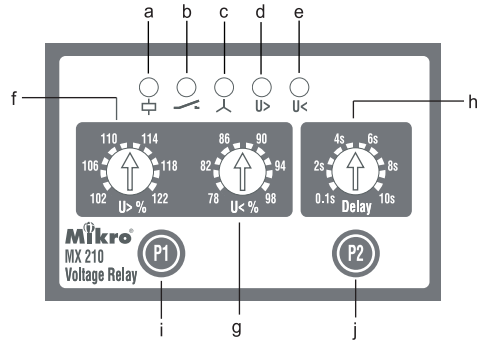 a b c d e
U> U<
f h
110 114 86 90 4s 6s
106 118 82 94 2s 8s
102 122 78 98 0.1s 10s
U> % U< % Delay
Mikro®
MX 210 P1 P2
Voltage Relay
i g j